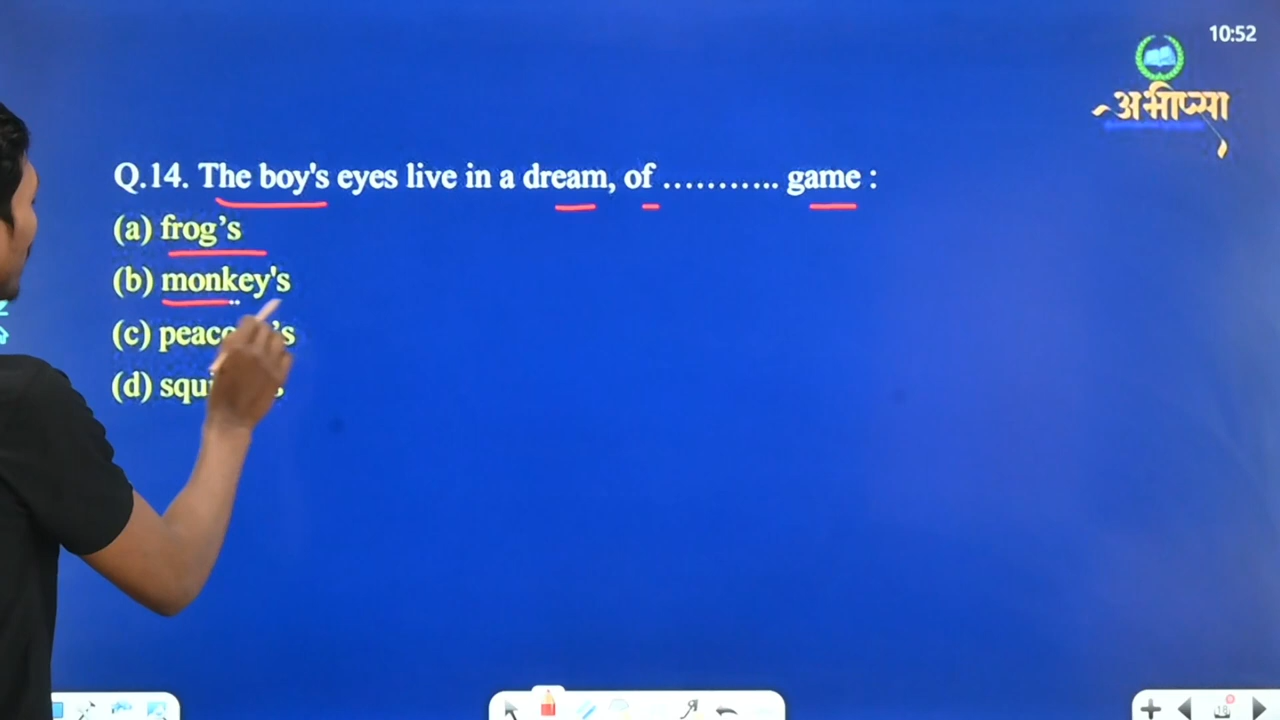 10:52
अभीप्सा
Q.14. The boy's eyes live in a dream, of ……….. game :
(a) frog’s
(b) monkey's
(c)
(d)